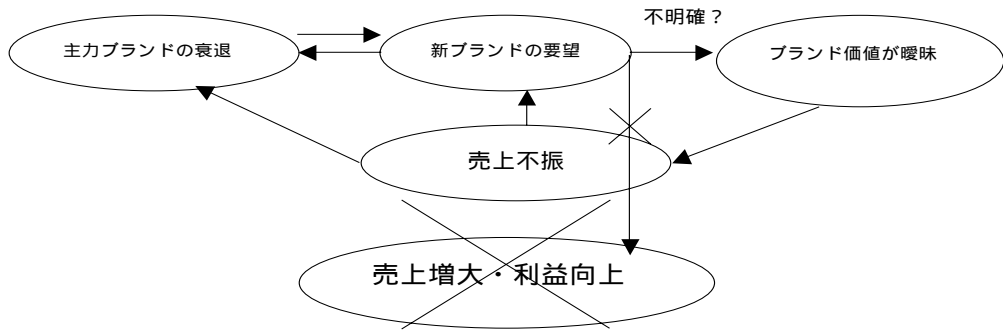 不明確？
主力ブランドの衰退
新ブランドの要望
ブランド価値が曖昧
売上不振
売上増大・利益向上